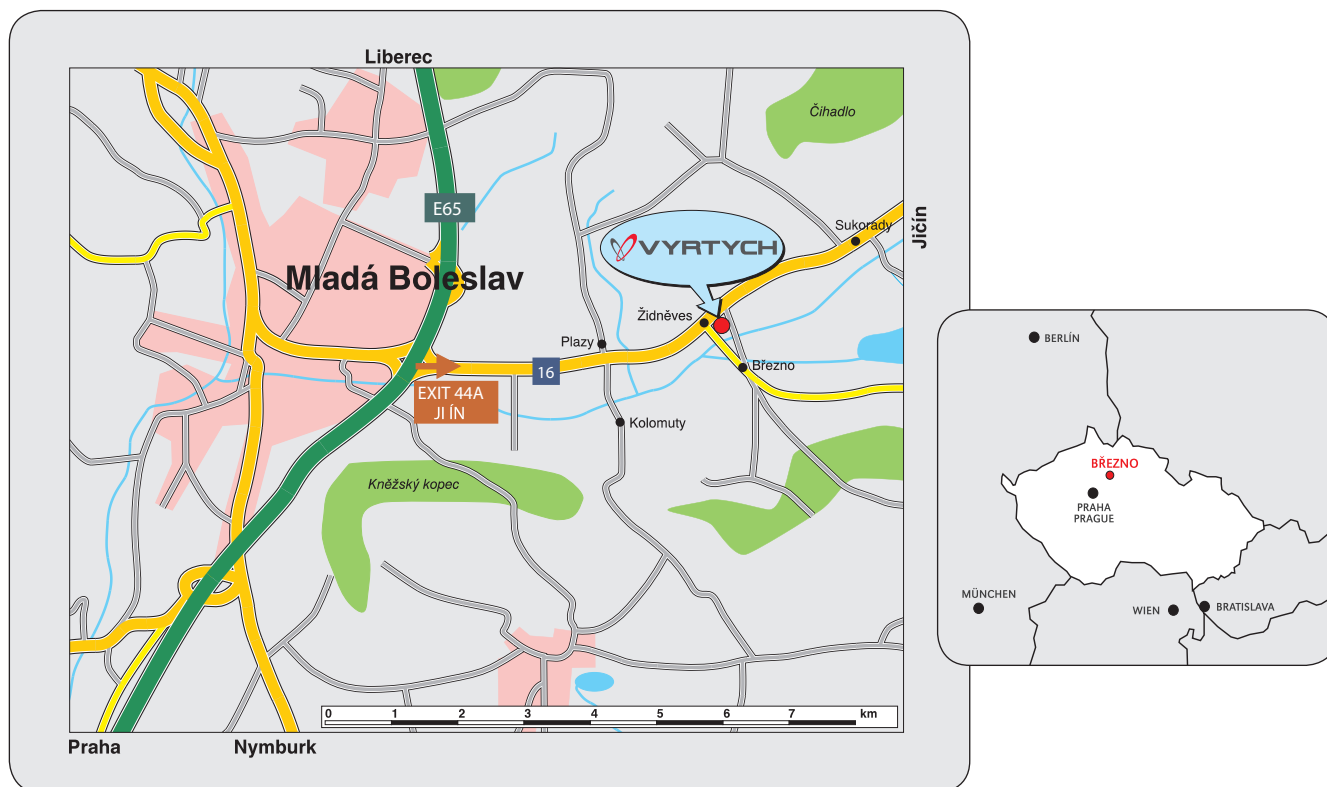 Liberec
Čihadlo
E65
Sukorady
Jičín
VYRTYCH
Mladá Boleslav
Židněves
Plazy
Březno
16
EXIT 44A
JI ÍN
Kolomuty
Kněžský kopec
0 1 2 3 4 5 6 7 km
Praha
Nymburk
BERLÍN
BŘEZNO
PRAHA
PRAGUE
MÜNCHEN
WIEN
BRATISLAVA